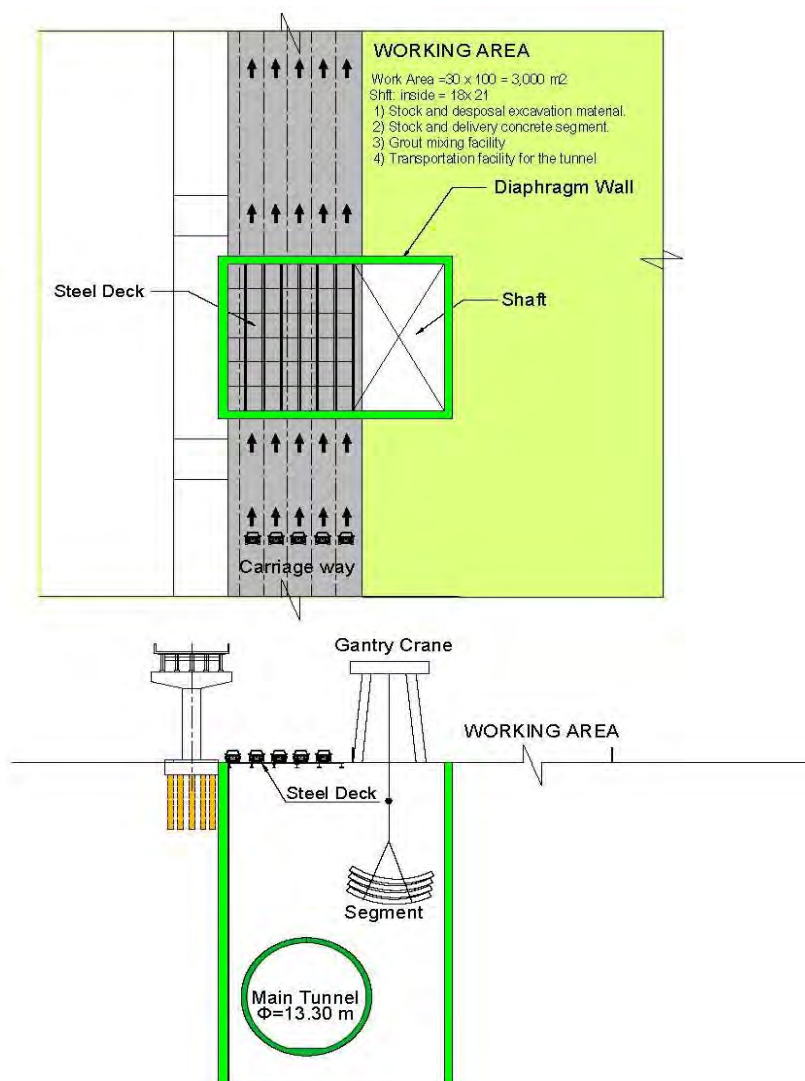 WORKING AREA
Work Area =30 x 100 = 3,000 m2
Shft: inside = 18x 21
1) Stock and desposal excavation material.
2) Stock and delivery concrete segment.
3) Grout mixing facility
4) Transportation facility for the tunnel
Diaphragm Wall
Steel Deck
Shaft
Carriage way
Gantry Crane
WORKING AREA
Steel Deck
Segment
Main Tunnel
Φ=13.30 m